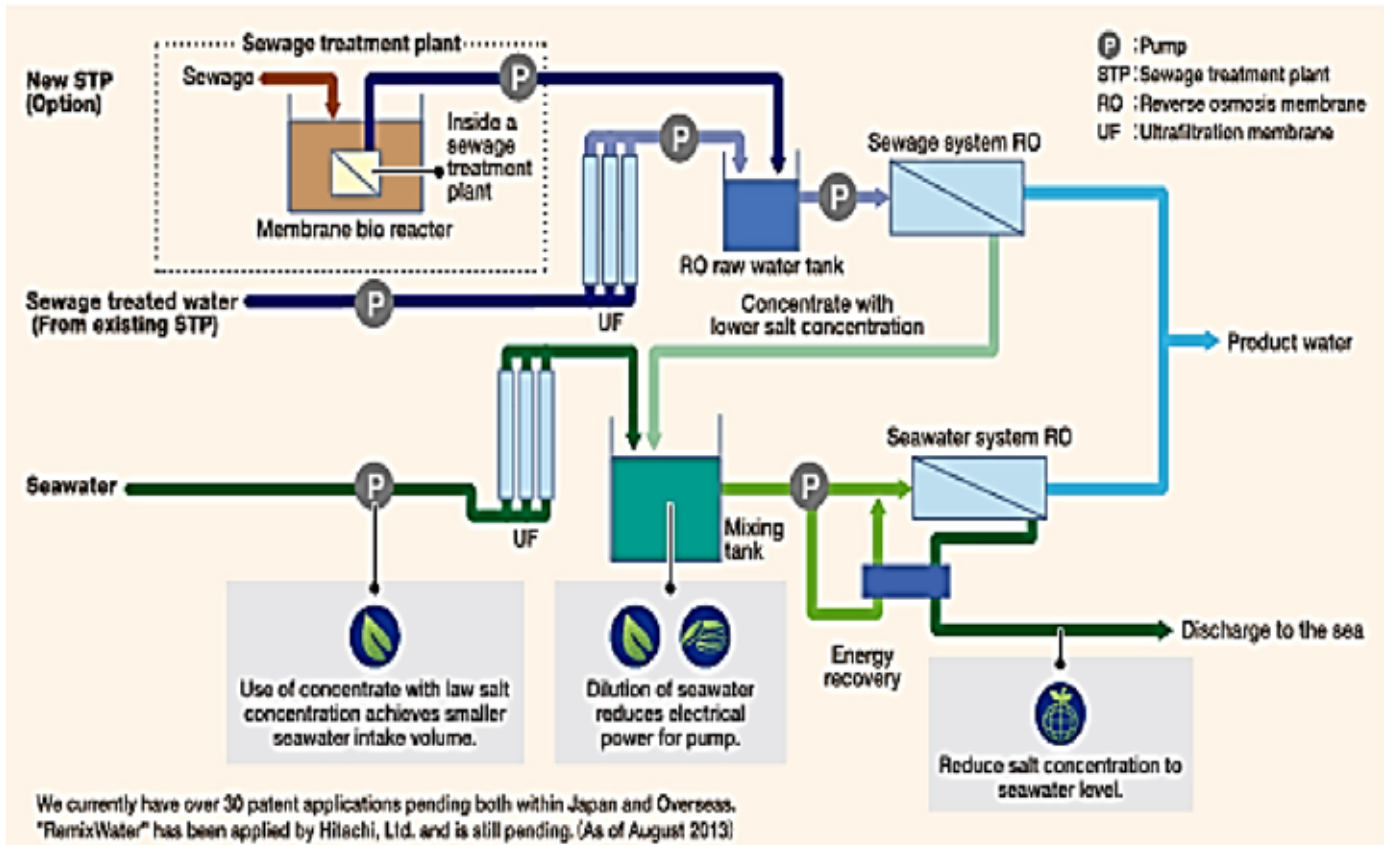 Sewage treatment plant
P :Pump
STP:Sewage treatment plant
RO :Reverse osmosis membrane
UF :Ultrafiltration membrane
New STP
(Option)
Sewage
P
Inside a
sewage
treatment
plant
Membrane bio reacter
P
Sewage system RO
P
RO raw water tank
Sewage treated water
(From existing STP)
P
UF
Concentrate with
lower salt concentration
Product water
Seawater system RO
Seawater
P
UF
P
Mixing
tank
Energy
recovery
Discharge to the sea
Use of concentrate with law salt
concentration achieves smaller
seawater intake volume.
Dilution of seawater
reduces electrical
power for pump.
Reduce salt concentration to
seawater level.
We currently have over 30 patent applications pending both within Japan and Overseas.
"RemixWater" has been applied by Hitachi, Ltd. and is still pending. (As of August 2013)